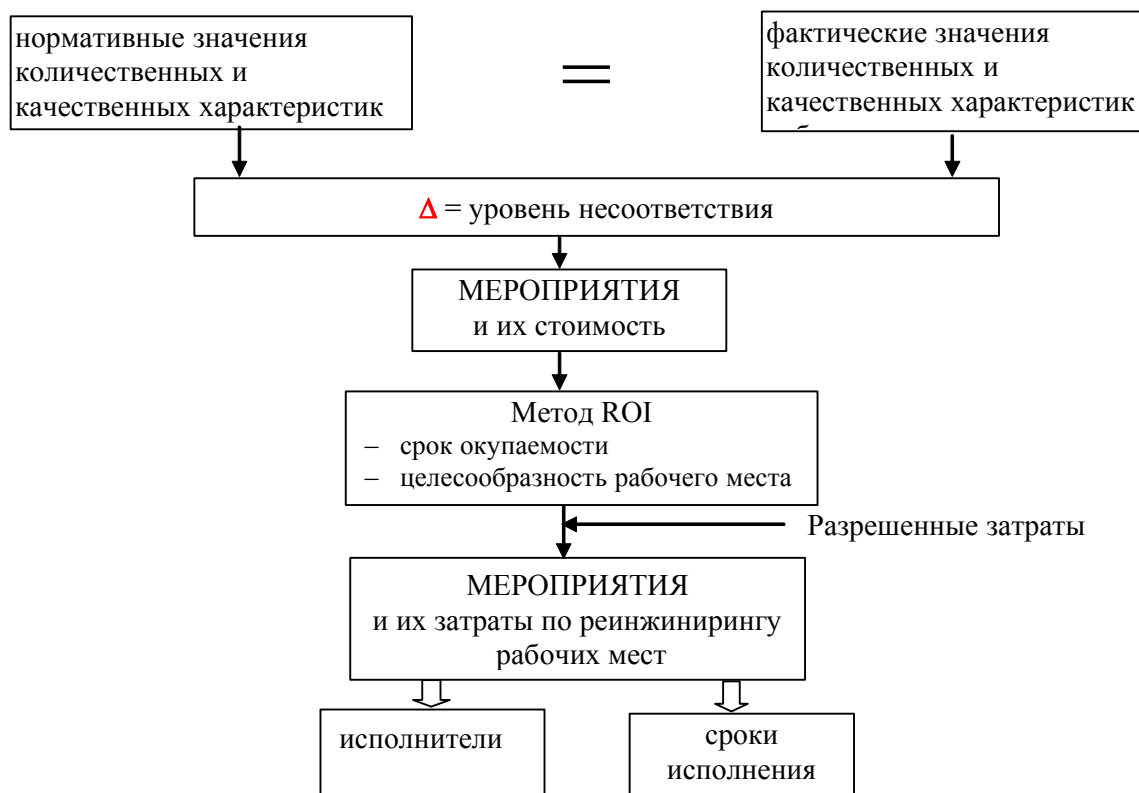 нормативные значения
количественных и
качественных характеристик
=
фактические значения
количественных и
качественных характеристик
Δ = уровень несоответствия
МЕРОПРИЯТИЯ
и их стоимость
Метод ROI
– срок окупаемости
– целесообразность рабочего места
Разрешенные затраты
МЕРОПРИЯТИЯ
и их затраты по реинжинирингу
рабочих мест
исполнители
сроки
исполнения